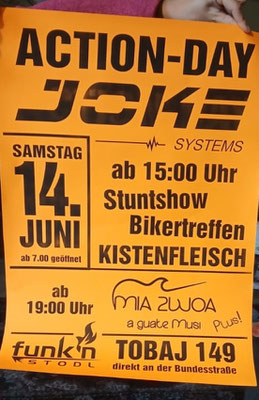 ACTION-DAY
JOKE
SYSTEMS
SAMSTAG
14.
JUNI
ab 7.00 geöffnet
ab 15:00 Uhr
Stuntshow
Bikertreffen
KISTENFLEISCH
ab
19:00 Uhr
MIA ZWOA
a guate Musi Plus!
funk'n
STODL
TOBAJ 149
direkt an der Bundesstraße